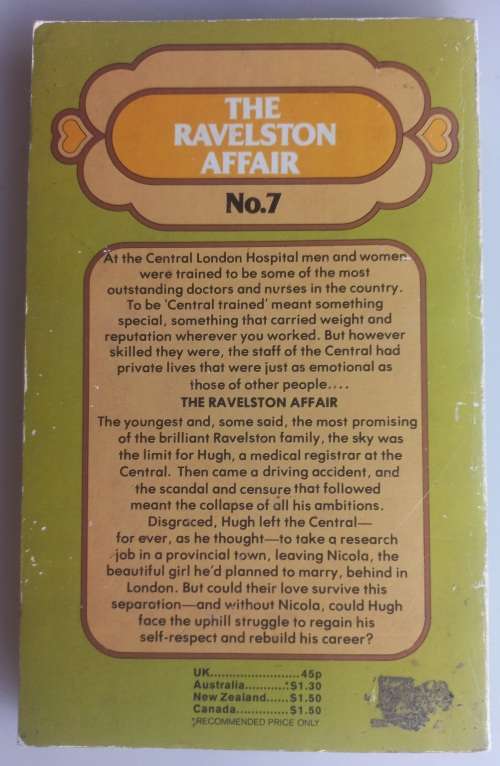 THE
RAVELSTON
AFFAIR
No.7
At the Central London Hospital men and women
were trained to be some of the most
outstanding doctors and nurses in the country.
To be 'Central trained' meant something
special, something that carried weight and
reputation wherever you worked. But however
skilled they were, the staff of the Central had
private lives that were just as emotional as
those of other people....
THE RAVELSTON AFFAIR
The youngest and, some said, the most promising
of the brilliant Ravelston family, the sky was
the limit for Hugh, a medical registrar at the
Central. Then came a driving accident, and
the scandal and censure that followed
meant the collapse of all his ambitions.
Disgraced, Hugh left the Central—
for ever, as he thought—to take a research
job in a provincial town, leaving Nicola, the
beautiful girl he'd planned to marry, behind in
London. But could their love survive this
separation—and without Nicola, could Hugh
face the uphill struggle to regain his
self-respect and rebuild his career?
UK.......................45p
Australia...........*$1.30
New Zealand......$1.50
Canada..............$1.50
*RECOMMENDED PRICE ONLY